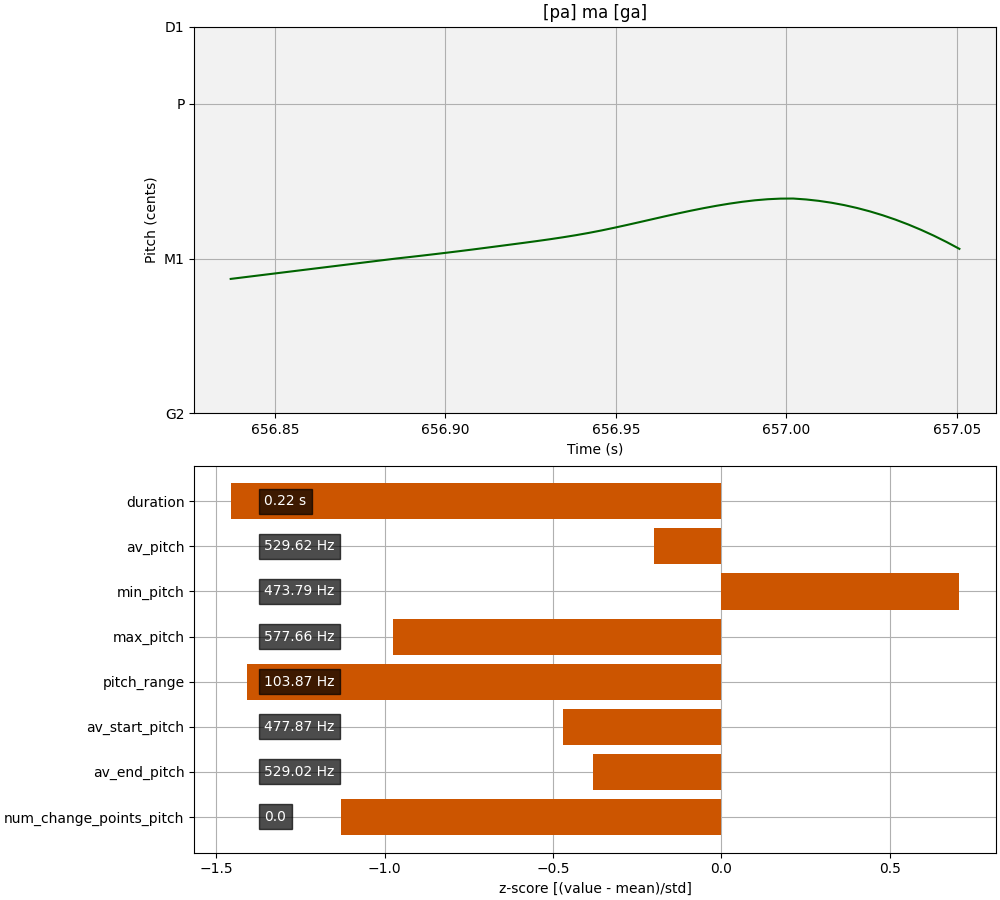 [pa] ma [ga]
D1
P
M1
G2
Pitch (cents)
656.85 656.90 656.95 657.00 657.05
Time (s)
duration 0.22 s
av_pitch 529.62 Hz
min_pitch 473.79 Hz
max_pitch 577.66 Hz
pitch_range 103.87 Hz
av_start_pitch 477.87 Hz
av_end_pitch 529.02 Hz
num_change_points_pitch 0.0
−1.5 −1.0 −0.5 0.0 0.5
z-score [(value - mean)/std]